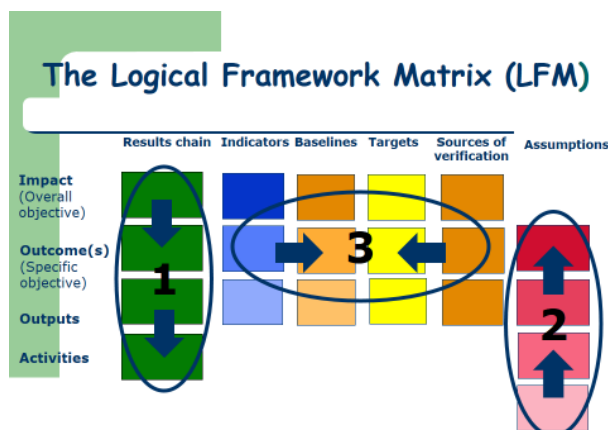 The Logical Framework Matrix (LFM)
Results chain Indicators Baselines Targets Sources of verification Assumptions
Impact
(Overall
objective)
Outcome(s)
(Specific
objective)
Outputs
Activities
1
3
2